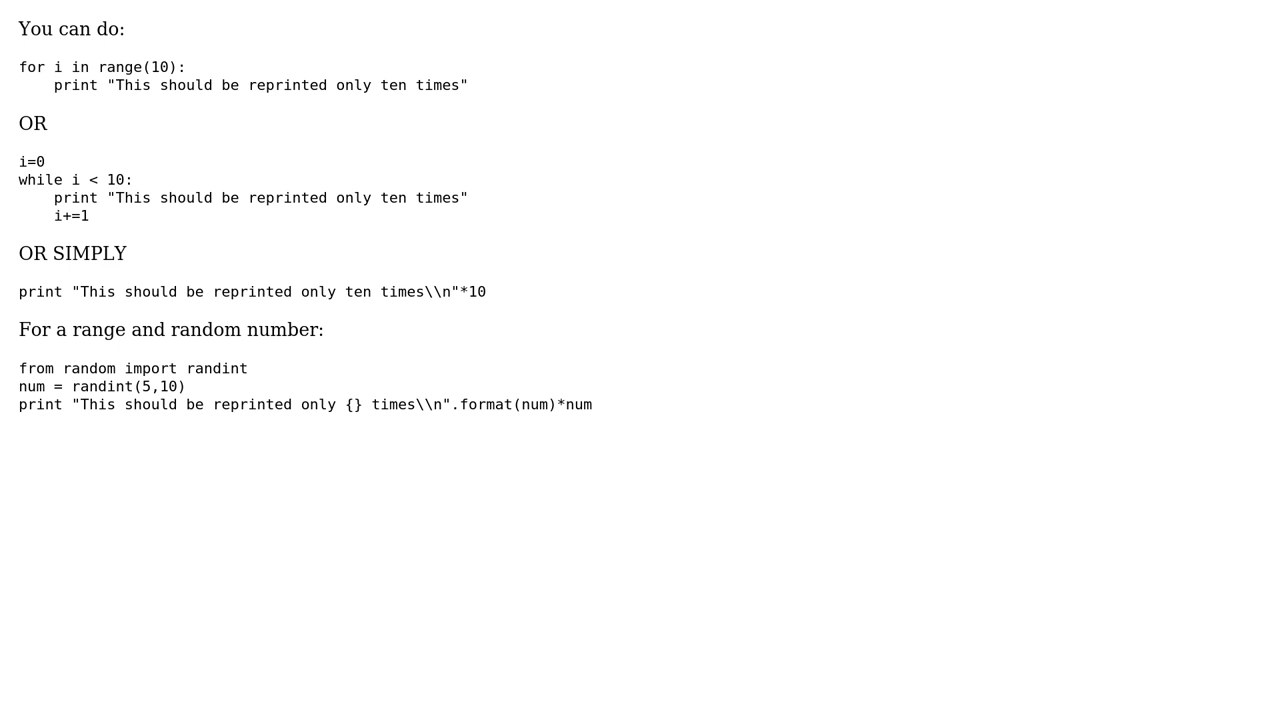 You can do:
for i in range(10):
    print "This should be reprinted only ten times"
OR
i=0
while i < 10:
    print "This should be reprinted only ten times"
    i+=1
OR SIMPLY
print "This should be reprinted only ten times\\n"*10
For a range and random number:
from random import randint
num = randint(5,10)
print "This should be reprinted only {} times\\n".format(num)*num